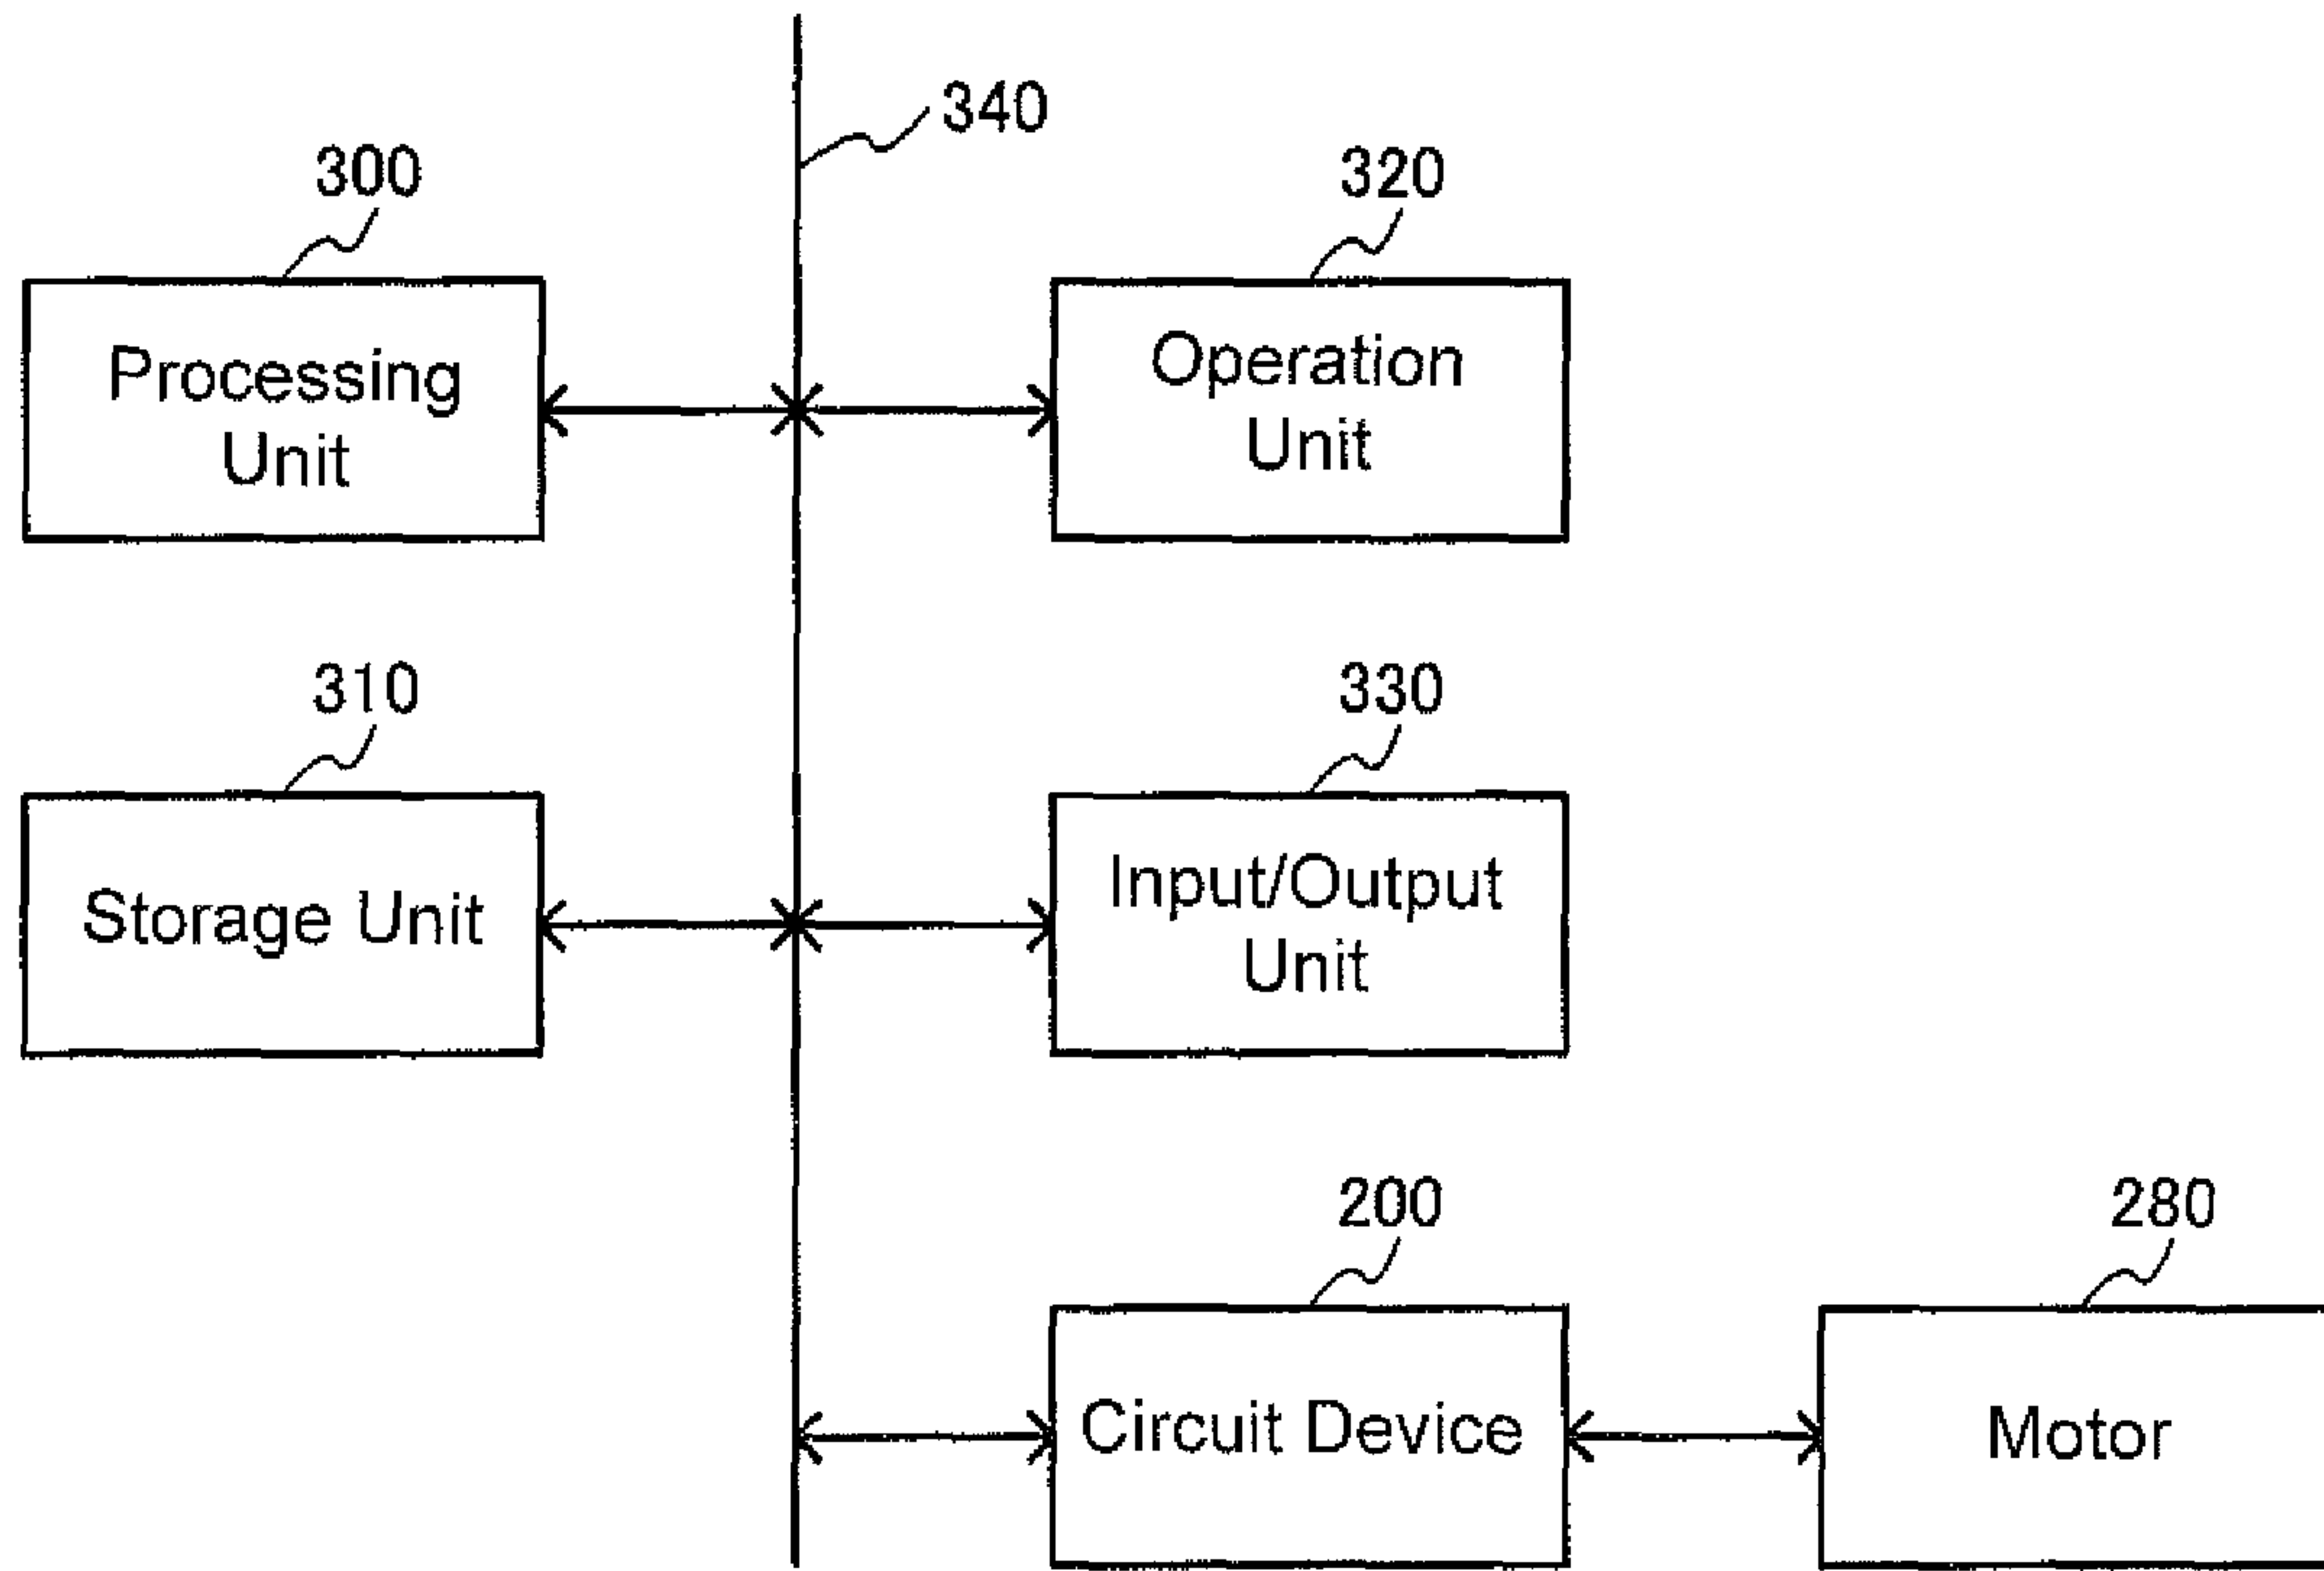 340
300
320
Processing
Unit
Operation
Unit
310
330
Storage Unit
Input/Output
Unit
200
280
Circuit Device
Motor